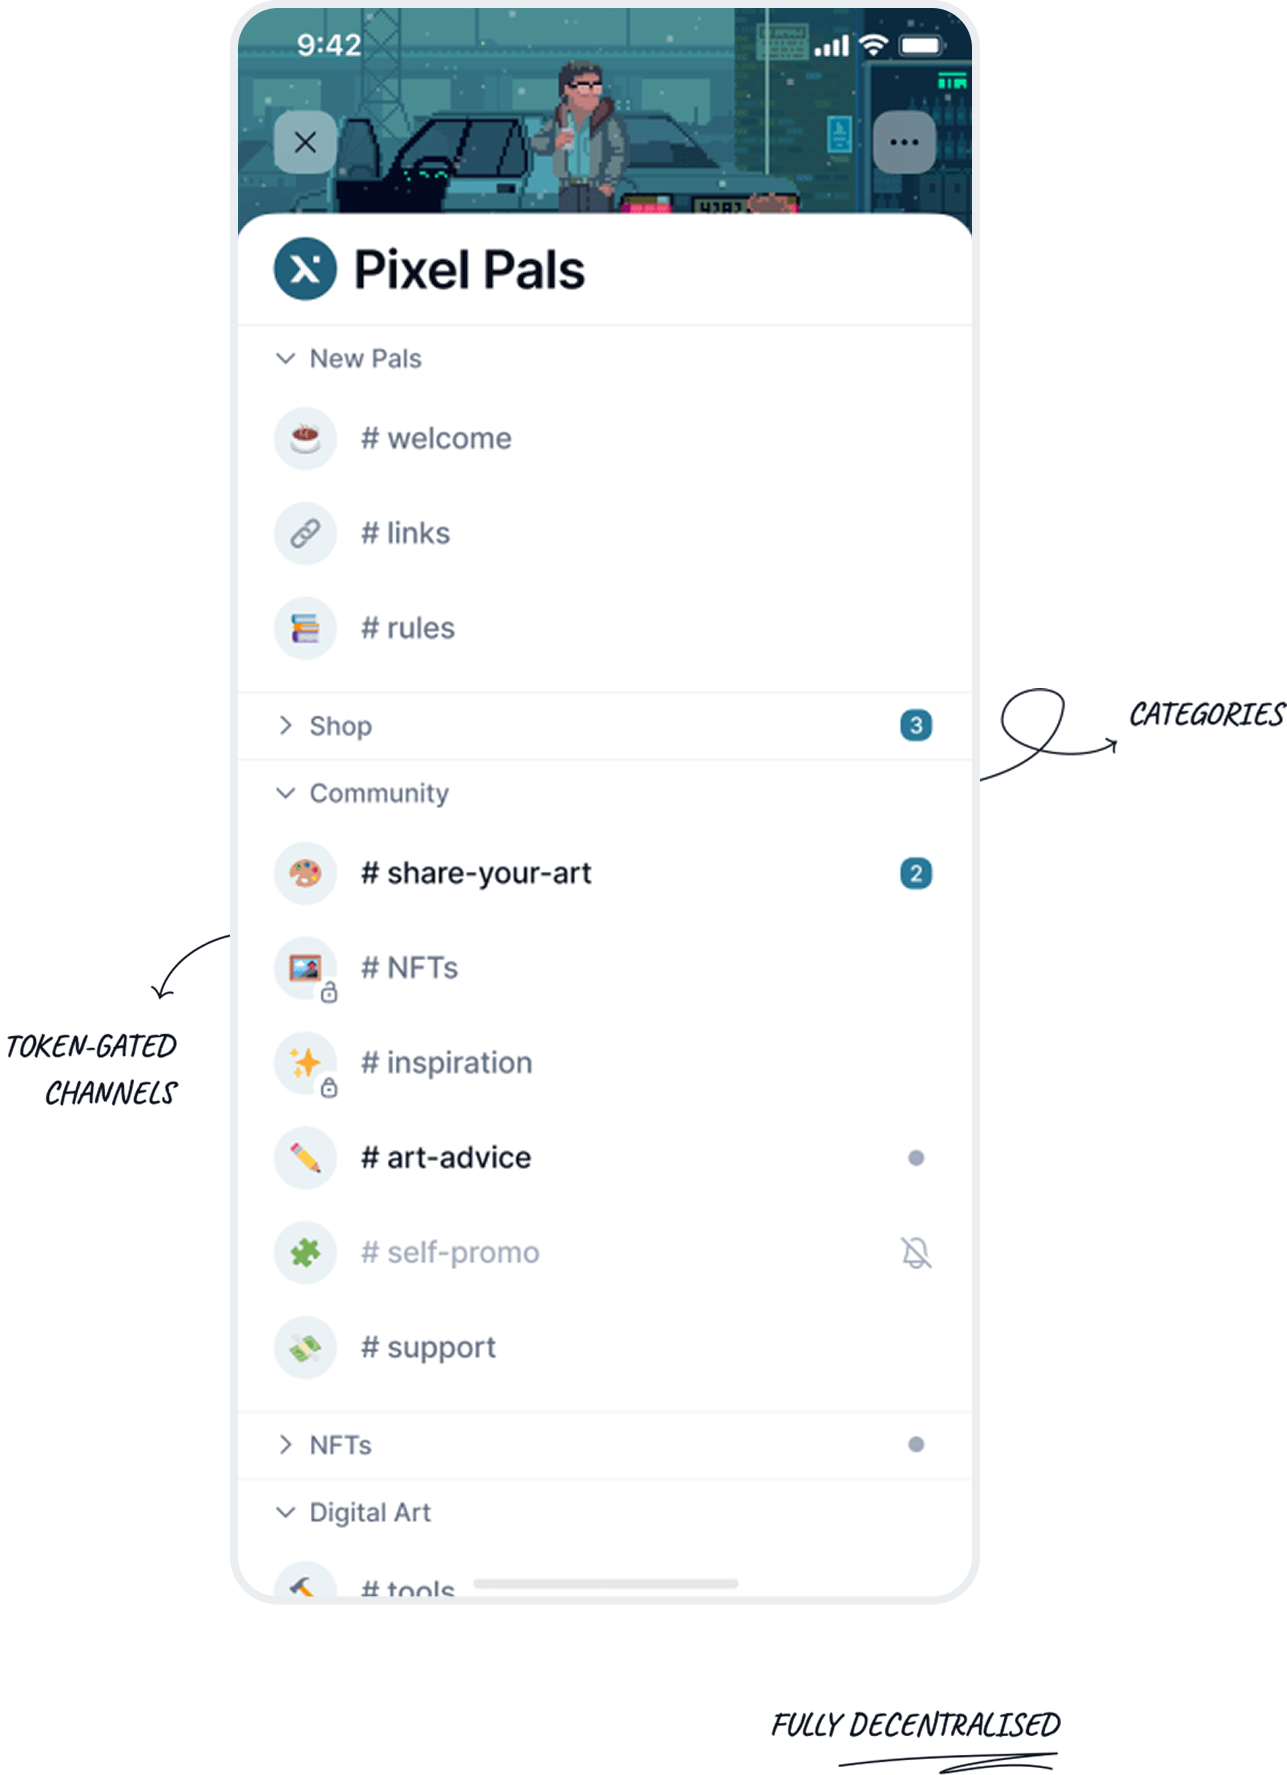 9:42
4282
Pixel Pals
New Pals
# welcome
# links
# rules
Shop
3
CATEGORIES
Community
# share-your-art
2
# NFTs
TOKEN-GATED
CHANNELS
# inspiration
# art-advice
# self-promo
# support
NFTs
Digital Art
# tools
FULLY DECENTRALISED